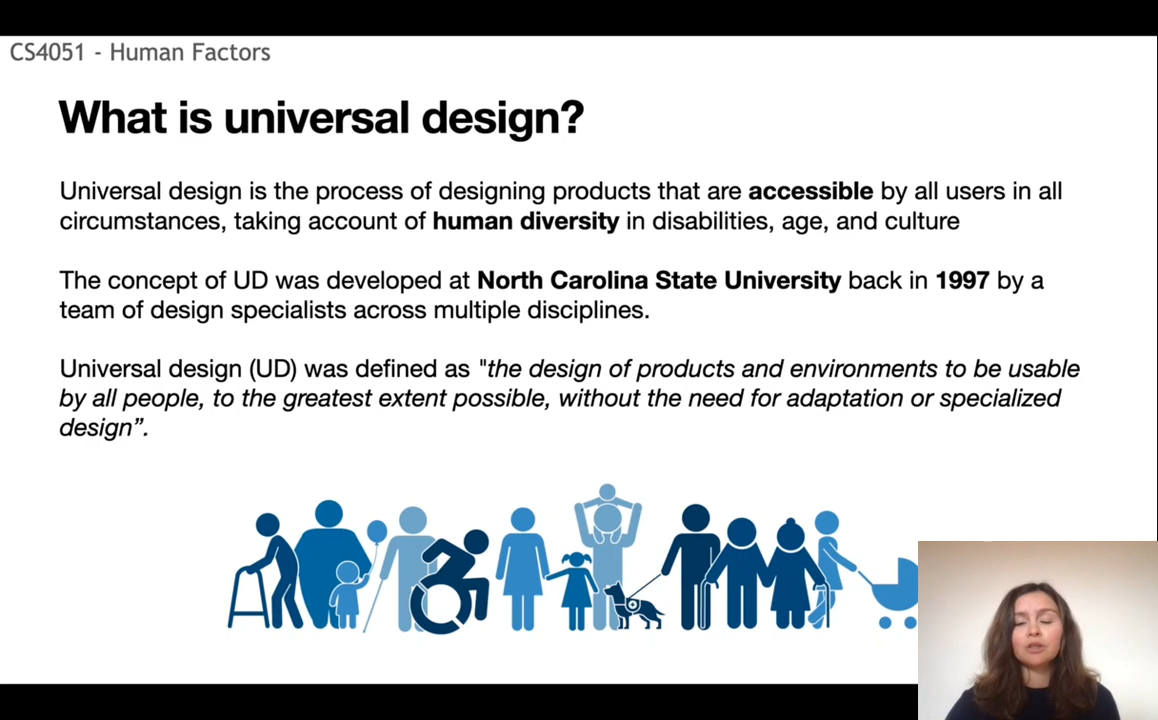 CS4051 - Human Factors
What is universal design?
Universal design is the process of designing products that are accessible by all users in all
circumstances, taking account of human diversity in disabilities, age, and culture
The concept of UD was developed at North Carolina State University back in 1997 by a
team of design specialists across multiple disciplines.
Universal design (UD) was defined as "the design of products and environments to be usable
by all people, to the greatest extent possible, without the need for adaptation or specialized
design”.